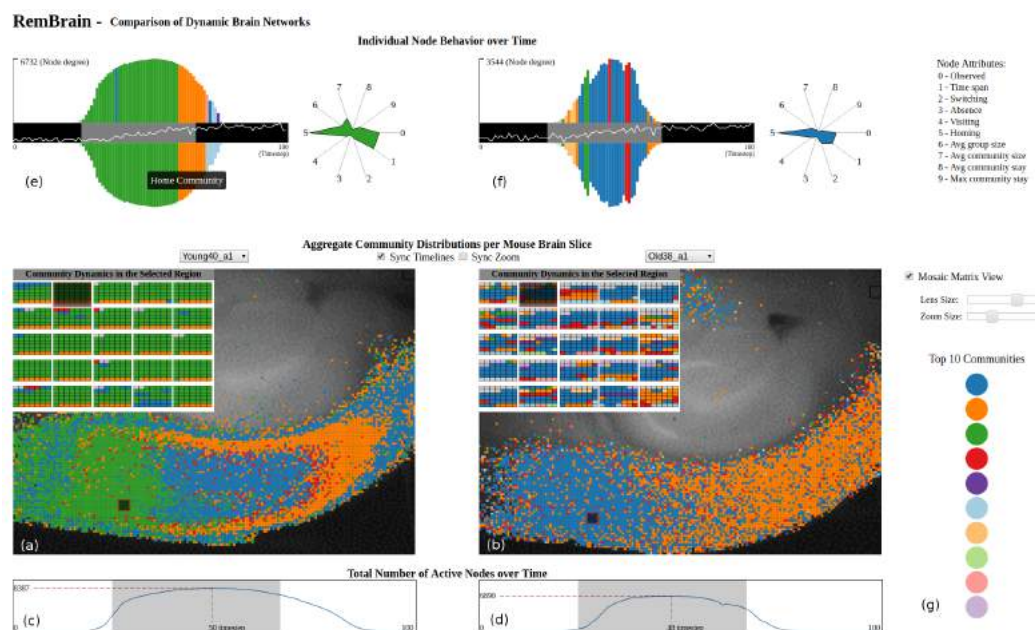 RemBrain - Comparison of Dynamic Brain Networks
Individual Node Behavior over Time
6732 (Node degree)
7 8
6 9
5 0
4 1
3 2
0 100
(Timestep)
(e)
Home Community
3544 (Node degree)
7 8
6 9
5 0
4 1
3 2
0 100
(Timestep)
(f)
Node Attributes:
0 - Observed
1 - Time span
2 - Switching
3 - Absence
4 - Visiting
5 - Homing
6 - Avg group size
7 - Avg community size
8 - Avg community stay
9 - Max community stay
Aggregate Community Distributions per Mouse Brain Slice
Young40_a1
Sync Timelines
Sync Zoom
Old38_a1
Community Dynamics in the Selected Region
(a)
Community Dynamics in the Selected Region
(b)
Mosaic Matrix View
Lens Size:
Zoom Size:
Top 10 Communities
(g)
Total Number of Active Nodes over Time
(c)
0 50 timestep 100
(d)
0 100